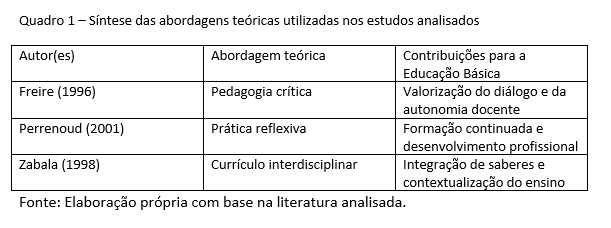 Quadro 1 – Síntese das abordagens teóricas utilizadas nos estudos analisados
Autor(es) Abordagem teórica Contribuições para a
Educação Básica
Freire (1996) Pedagogia crítica Valorização do diálogo e da
autonomia docente
Perrenoud (2001) Prática reflexiva Formação continuada e
desenvolvimento profissional
Zabala (1998) Currículo interdisciplinar Integração de saberes e
contextualização do ensino
Fonte: Elaboração própria com base na literatura analisada.